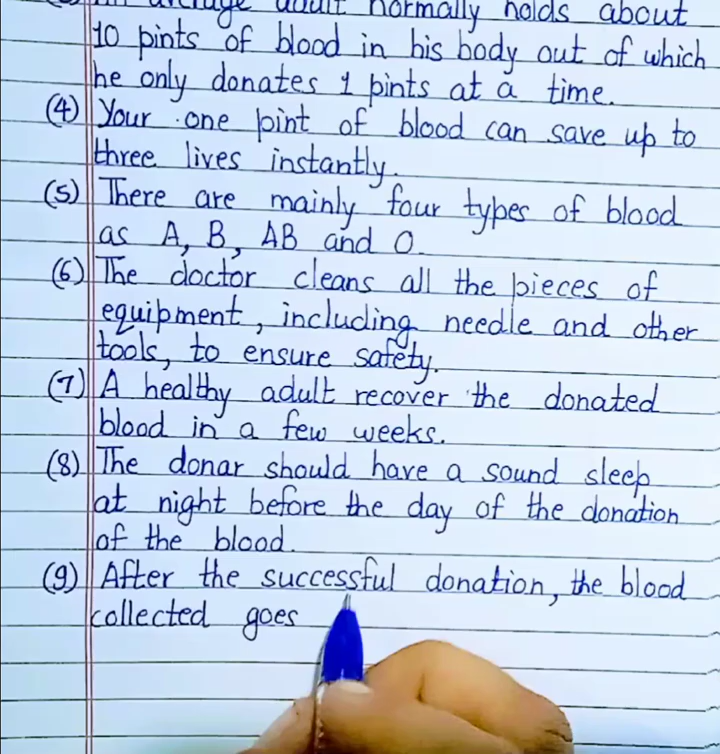 average adult normally holds about
10 pints of blood in his body out of which
he only donates 1 pints at a time.
(4) Your one pint of blood can save up to
three lives instantly.
(5) There are mainly four types of blood
as A, B, AB and O.
(6) The doctor cleans all the pieces of
equipment, including needle and other
tools, to ensure safety.
(7) A healthy adult recover the donated
blood in a few weeks.
(8) The donar should have a sound sleep
at night before the day of the donation
of the blood.
(9) After the successful donation, the blood
collected goes